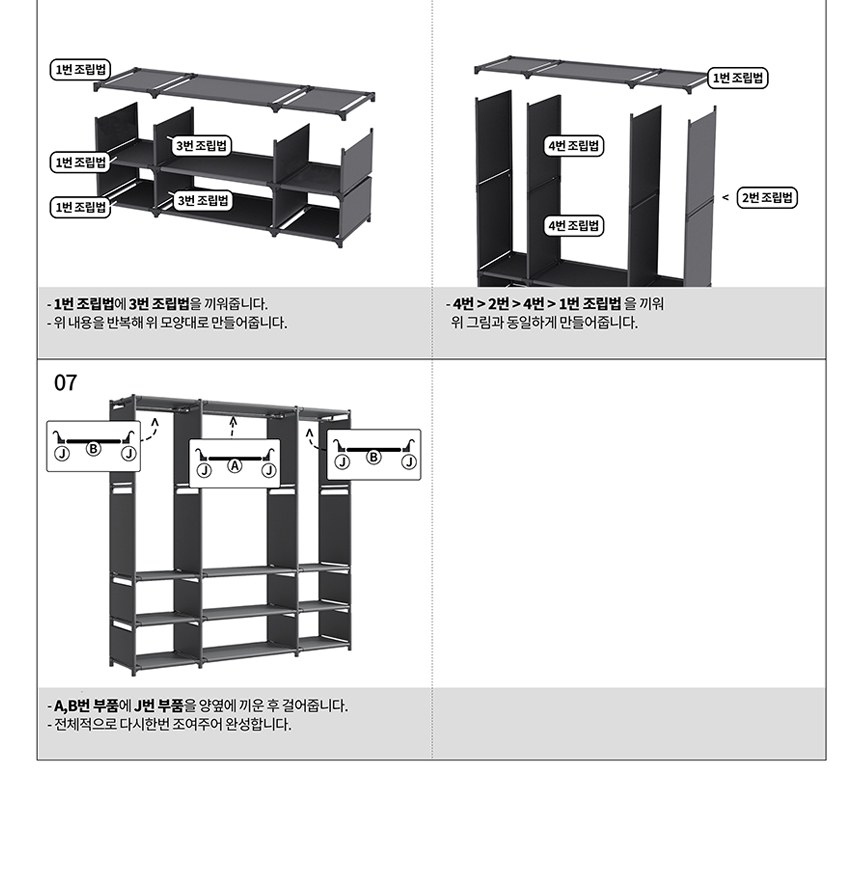 1번 조립법
3번 조립법
1번 조립법
3번 조립법
1번 조립법
- 1번 조립법에 3번 조립법을 끼워줍니다.
- 위 내용을 반복해 위 모양대로 만들어줍니다.
1번 조립법
4번 조립법
< 2번 조립법
4번 조립법
- 4번 > 2번 > 4번 > 1번 조립법 을 끼워
위 그림과 동일하게 만들어줍니다.
07
J B J
J A J
J B J
- A,B번 부품에 J번 부품을 양옆에 끼운 후 걸어줍니다.
- 전체적으로 다시한번 조여주어 완성합니다.